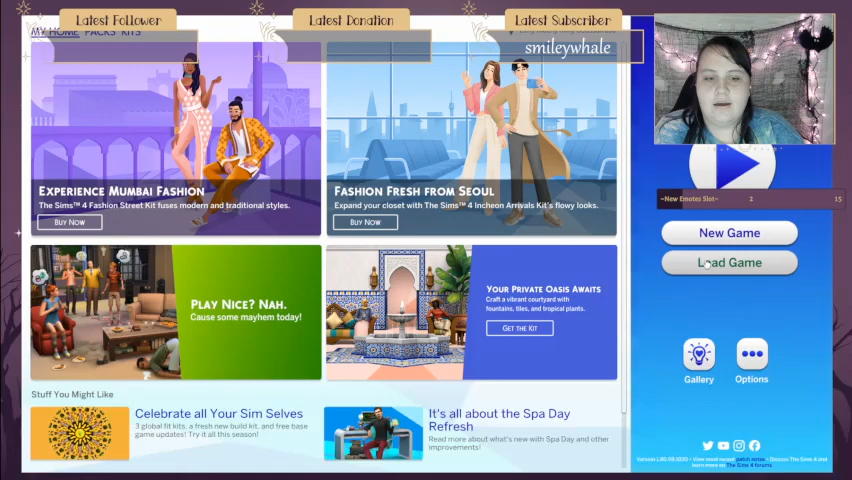 Latest Follower
Latest Donation
Latest Subscriber
smileywhale
MY HOME PACKS KITS
EXPERIENCE MUMBAI FASHION
The Sims™ 4 Fashion Street Kit fuses modern and traditional styles.
BUY NOW
FASHION FRESH FROM SEOUL
Expand your closet with The Sims™ 4 Incheon Arrivals Kit's flowy looks.
BUY NOW
~New Emotes Slot~ 2 15
New Game
Load Game
PLAY NICE? NAH.
Cause some mayhem today!
YOUR PRIVATE OASIS AWAITS
Craft a vibrant courtyard with
fountains, tiles, and tropical plants.
GET THE KIT
Gallery
Options
Stuff You Might Like
Celebrate all Your Sim Selves
3 global fit kits, a fresh new build kit, and free base
game updates! Try it all this season!
It's all about the Spa Day
Refresh
Read more about what's new with Spa Day and other
improvements!